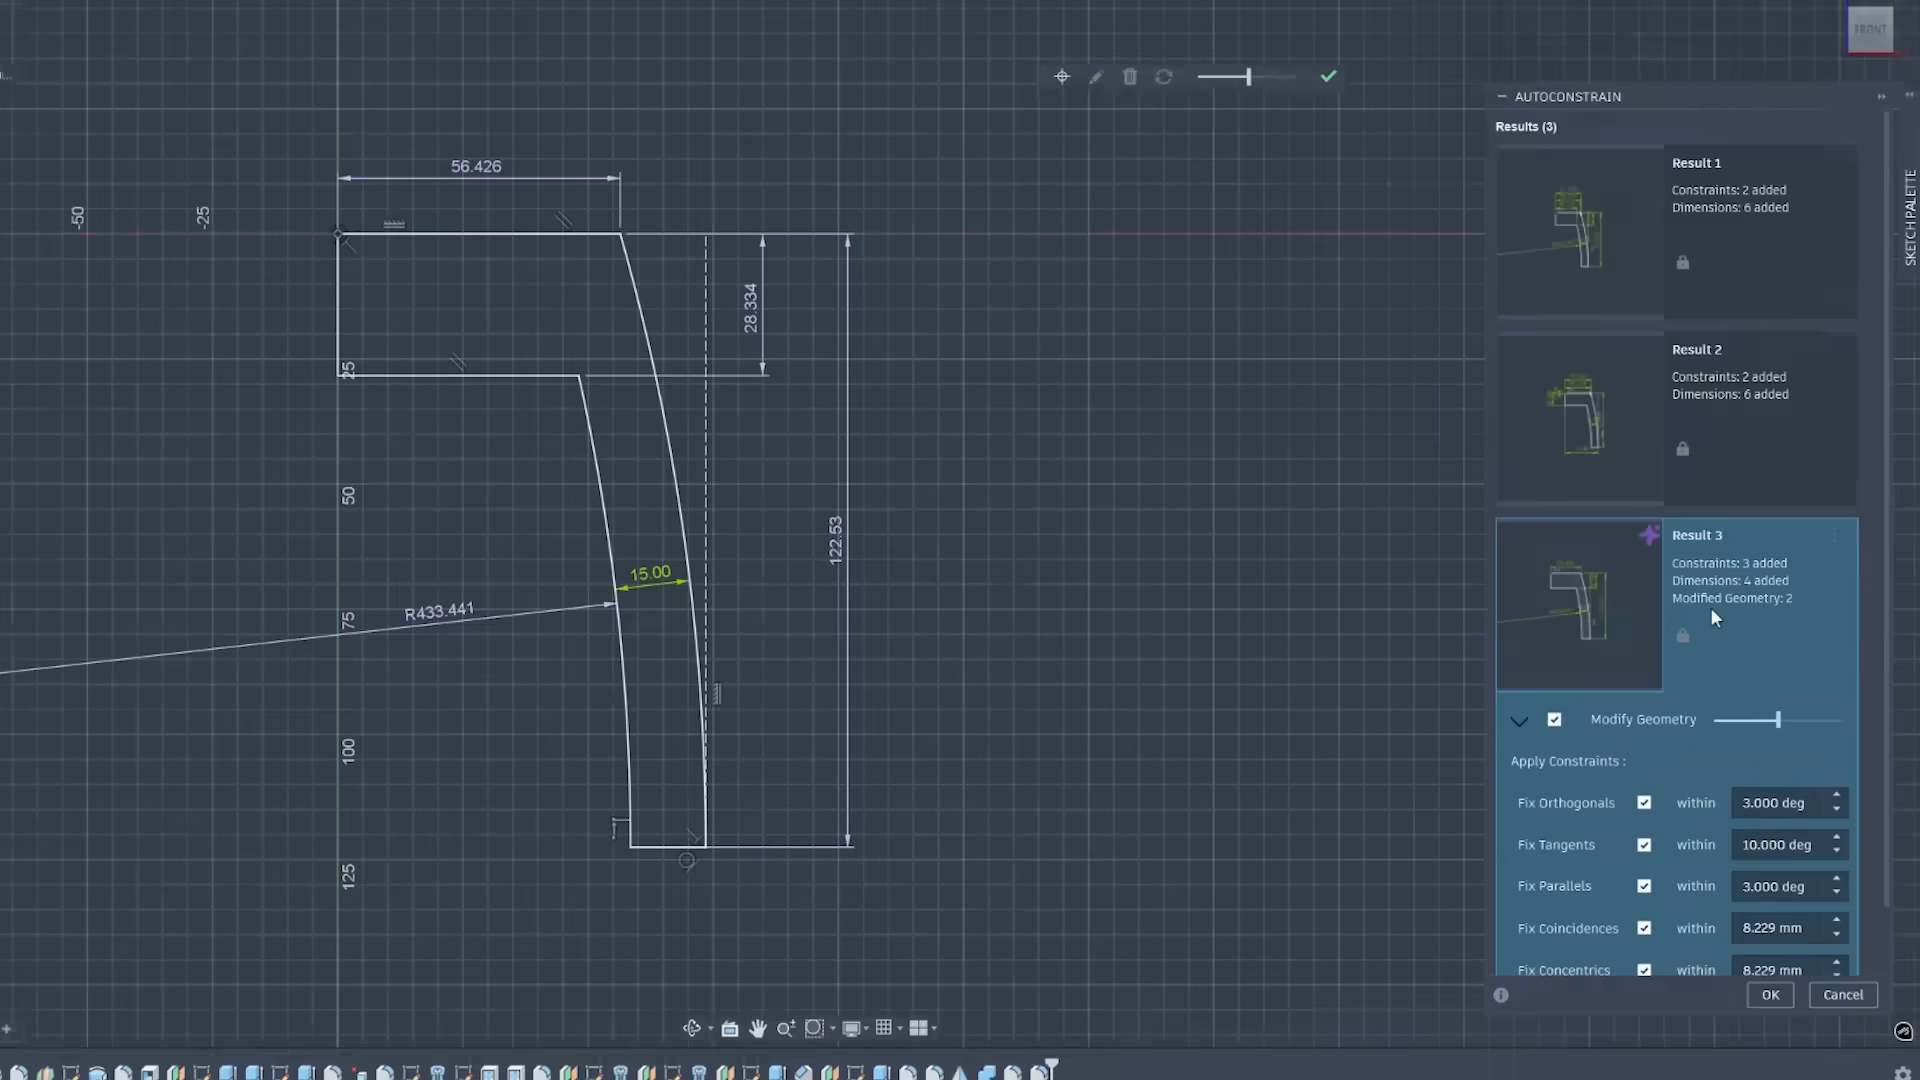 FRONT
AUTOCONSTRAIN
Results (3)
Result 1
Constraints: 2 added
Dimensions: 6 added
Result 2
Constraints: 2 added
Dimensions: 6 added
Result 3
Constraints: 3 added
Dimensions: 4 added
Modified Geometry: 2
Modify Geometry
Apply Constraints :
Fix Orthogonals within 3.000 deg
Fix Tangents within 10.000 deg
Fix Parallels within 3.000 deg
Fix Coincidences within 8.229 mm
Fix Concentrics within 8.229 mm
OK Cancel
SKETCH PALETTE
56.426
-50
-25
28.334
25
50
122.53
15.00
R433.441
75
100
125